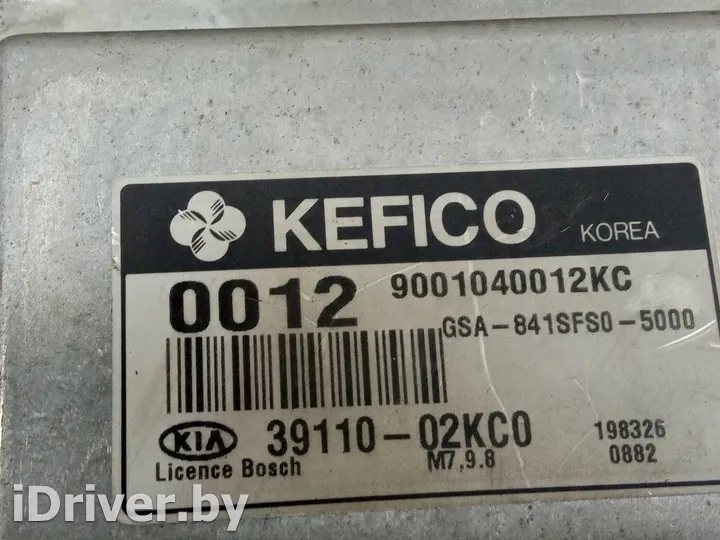 KEFICO KOREA
0012 9001040012KC
GSA-841SFS0-5000
KIA 39110-02KC0 198326
Licence Bosch M7,9.8 0882
iDriver.by